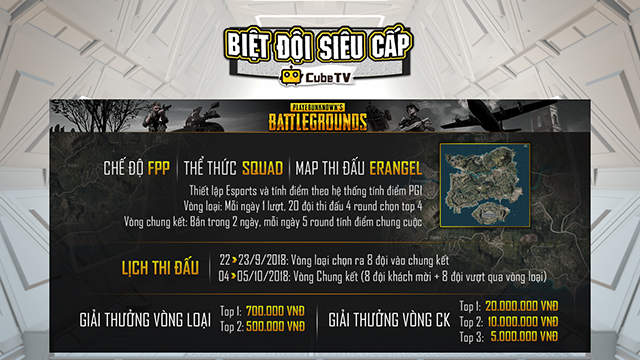 BIỆT ĐỘI SIÊU CẤP
CubeTV
PLAYERUNKNOWN'S
BATTLEGROUNDS
CHẾ ĐỘ FPP | THỂ THỨC SQUAD | MAP THI ĐẤU ERANGEL
Thiết lập Esports và tính điểm theo hệ thống tính điểm PGI
Vòng loại: Mỗi ngày 1 lượt, 20 đội thi đấu 4 round chọn top 4
Vòng chung kết: Bắn trong 2 ngày, mỗi ngày 5 round tính điểm chung cuộc
LỊCH THI ĐẤU
22 > 23/9/2018: Vòng loại chọn ra 8 đội vào chung kết
04 > 05/10/2018: Vòng Chung kết (8 đội khách mời + 8 đội vượt qua vòng loại)
GIẢI THƯỞNG VÒNG LOẠI
Top 1: 700.000 VNĐ
Top 2: 500.000 VNĐ
GIẢI THƯỞNG VÒNG CK
Top 1: 20.000.000 VNĐ
Top 2: 10.000.000 VNĐ
Top 3: 5.000.000 VNĐ